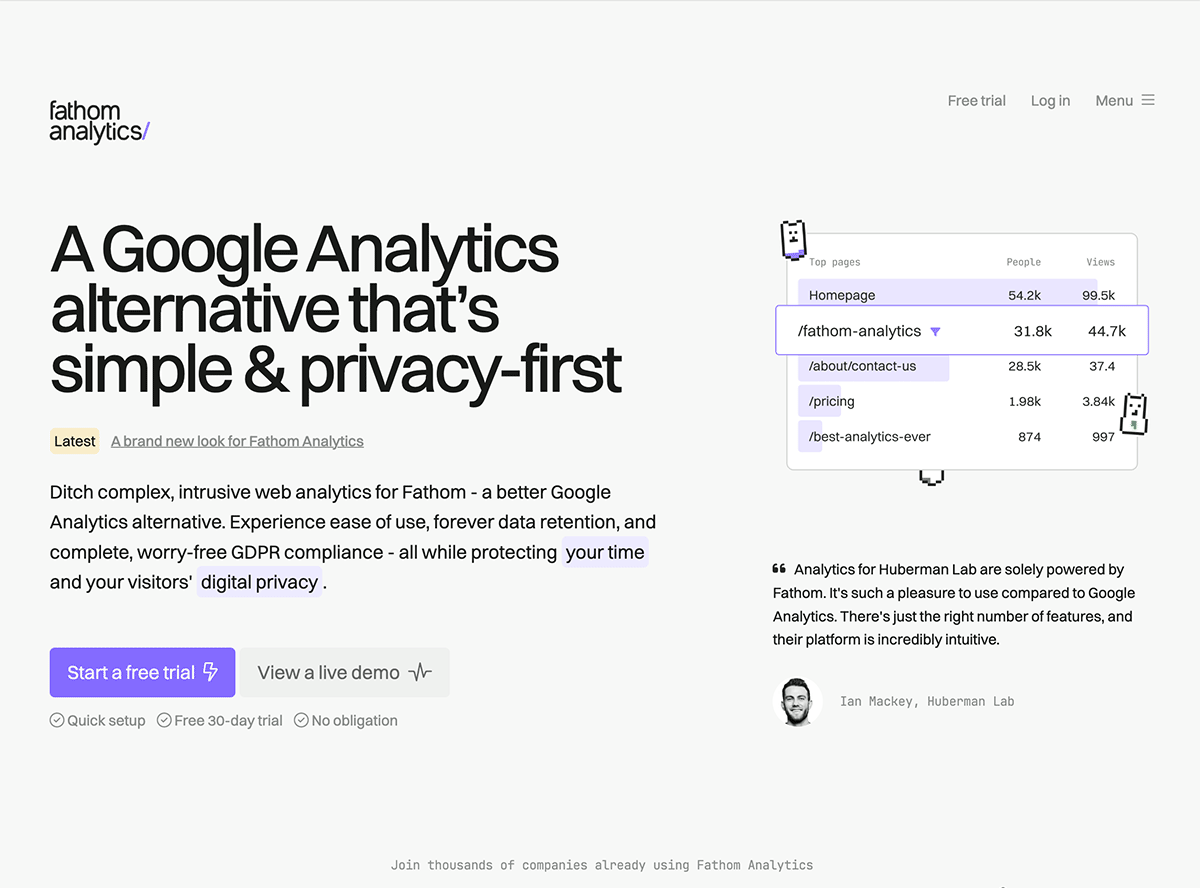 fathom
analytics/
Free trial
Log in
Menu
A Google Analytics
alternative that's
simple & privacy-first
Latest
A brand new look for Fathom Analytics
Ditch complex, intrusive web analytics for Fathom - a better Google
Analytics alternative. Experience ease of use, forever data retention, and
complete, worry-free GDPR compliance - all while protecting your time
and your visitors' digital privacy.
Start a free trial
View a live demo
Quick setup
Free 30-day trial
No obligation
Top pages People Views
Homepage 54.2k 99.5k
/fathom-analytics 31.8k 44.7k
/about/contact-us 28.5k 37.4
/pricing 1.98k 3.84k
/best-analytics-ever 874 997
“ Analytics for Huberman Lab are solely powered by
Fathom. It's such a pleasure to use compared to Google
Analytics. There's just the right number of features, and
their platform is incredibly intuitive.
Ian Mackey, Huberman Lab
Join thousands of companies already using Fathom Analytics